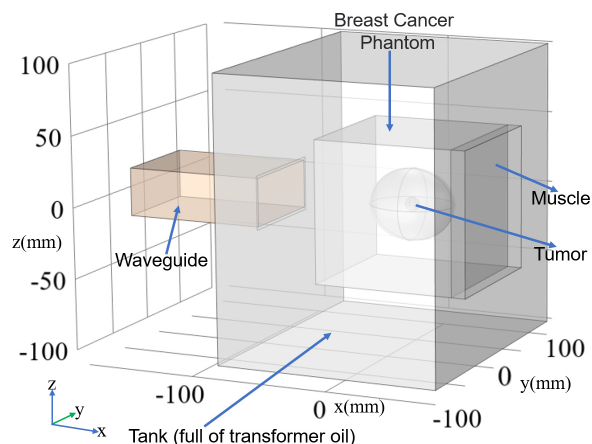 Breast Cancer
Phantom
100
50
0
z(mm)
-50
-100
Waveguide
Muscle
Tumor
100
0 y(mm)
-100
-100
0 x(mm)
z
y
x
Tank (full of transformer oil)